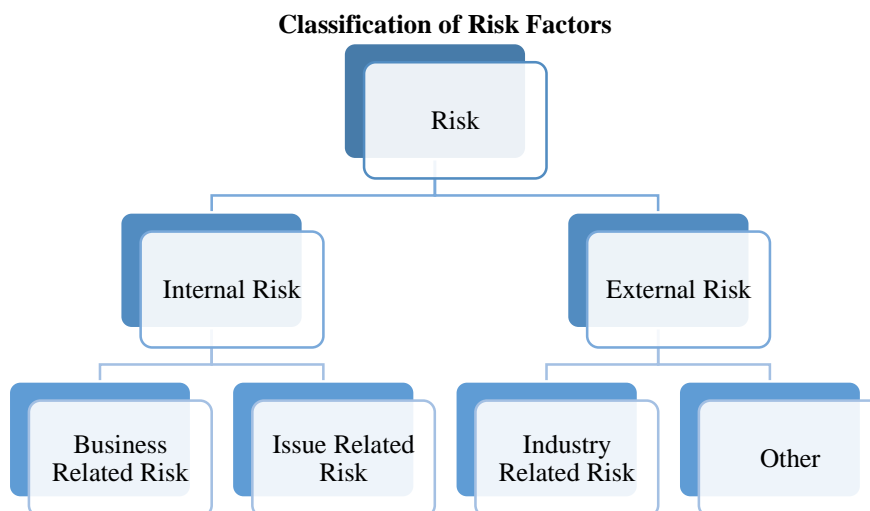 Classification of Risk Factors
Risk
Internal Risk
External Risk
Business
Related Risk
Issue Related
Risk
Industry
Related Risk
Other